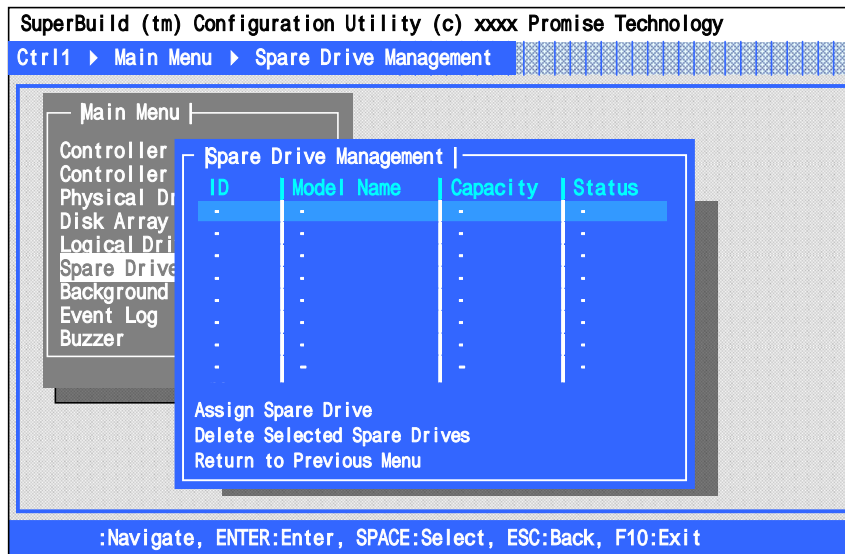 SuperBuild (tm) Configuration Utility (c) xxxx Promise Technology
Ctrl1 ▶ Main Menu ▶ Spare Drive Management
Main Menu
Controller
Controller
Physical Dr
Disk Array
Logical Dri
Spare Drive
Background
Event Log
Buzzer
Spare Drive Management
ID Model Name Capacity Status
- - - -
- - - -
- - - -
- - - -
- - - -
- - - -
- - - -
- - - -
Assign Spare Drive
Delete Selected Spare Drives
Return to Previous Menu
:Navigate, ENTER:Enter, SPACE:Select, ESC:Back, F10:Exit